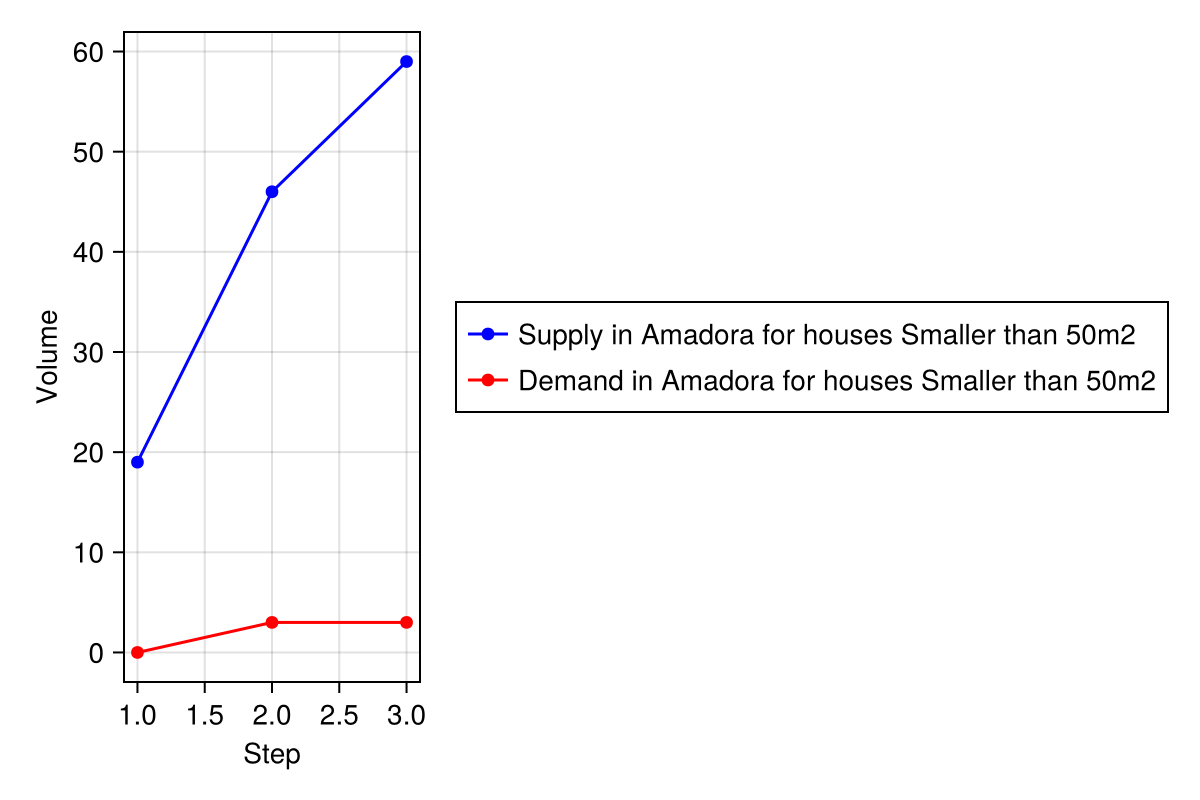 60
50
40
30
20
10
0
Volume
1.0 1.5 2.0 2.5 3.0
Step
Supply in Amadora for houses Smaller than 50m2
Demand in Amadora for houses Smaller than 50m2